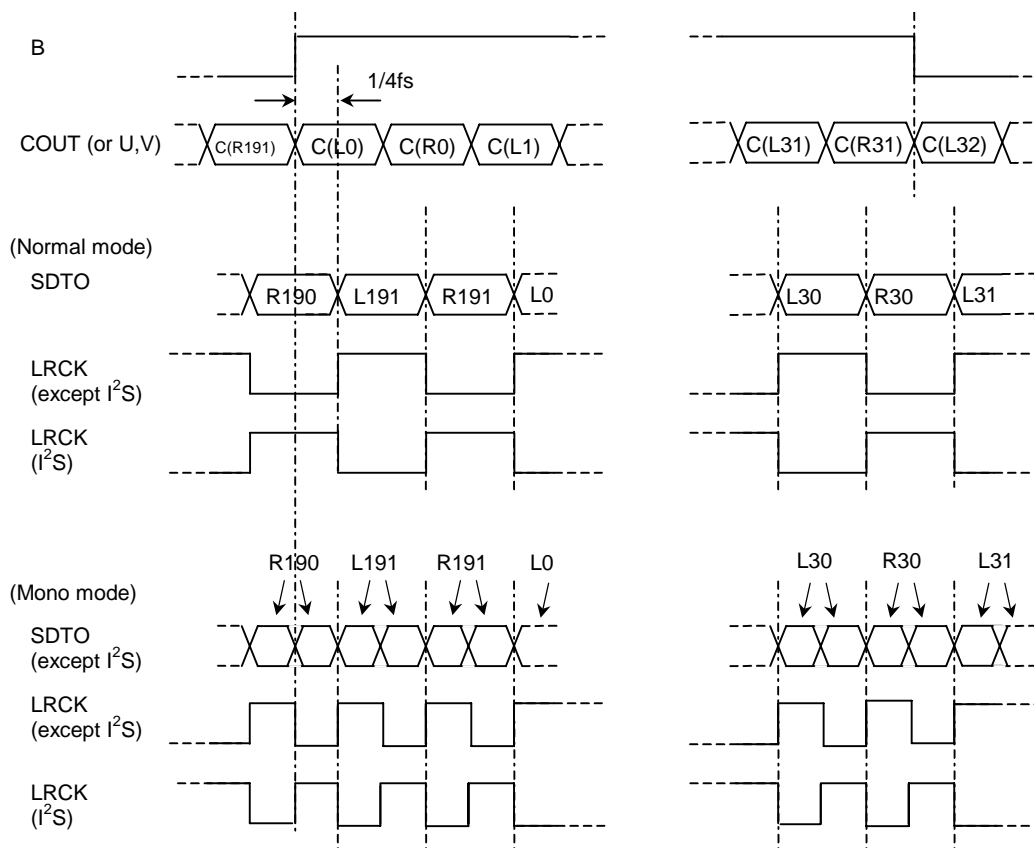 B
1/4fs
COUT (or U,V)
C(R191) C(L0) C(R0) C(L1) C(L31) C(R31) C(L32)
(Normal mode)
SDTO
R190 L191 R191 L0 L30 R30 L31
LRCK
(except I²S)
LRCK
(I²S)
R190 L191 R191 L0 L30 R30 L31
(Mono mode)
SDTO
(except I²S)
LRCK
(except I²S)
LRCK
(I²S)